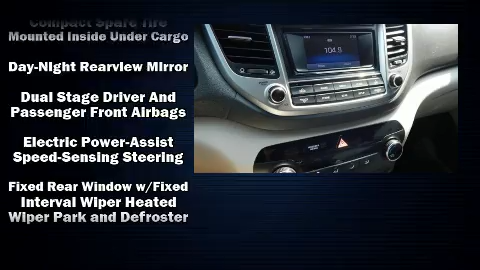 Compact Spare Tire
Mounted Inside Under Cargo
Day-Night Rearview Mirror
Dual Stage Driver And
Passenger Front Airbags
Electric Power-Assist
Speed-Sensing Steering
Fixed Rear Window w/Fixed
Interval Wiper Heated
Wiper Park and Defroster
104.9